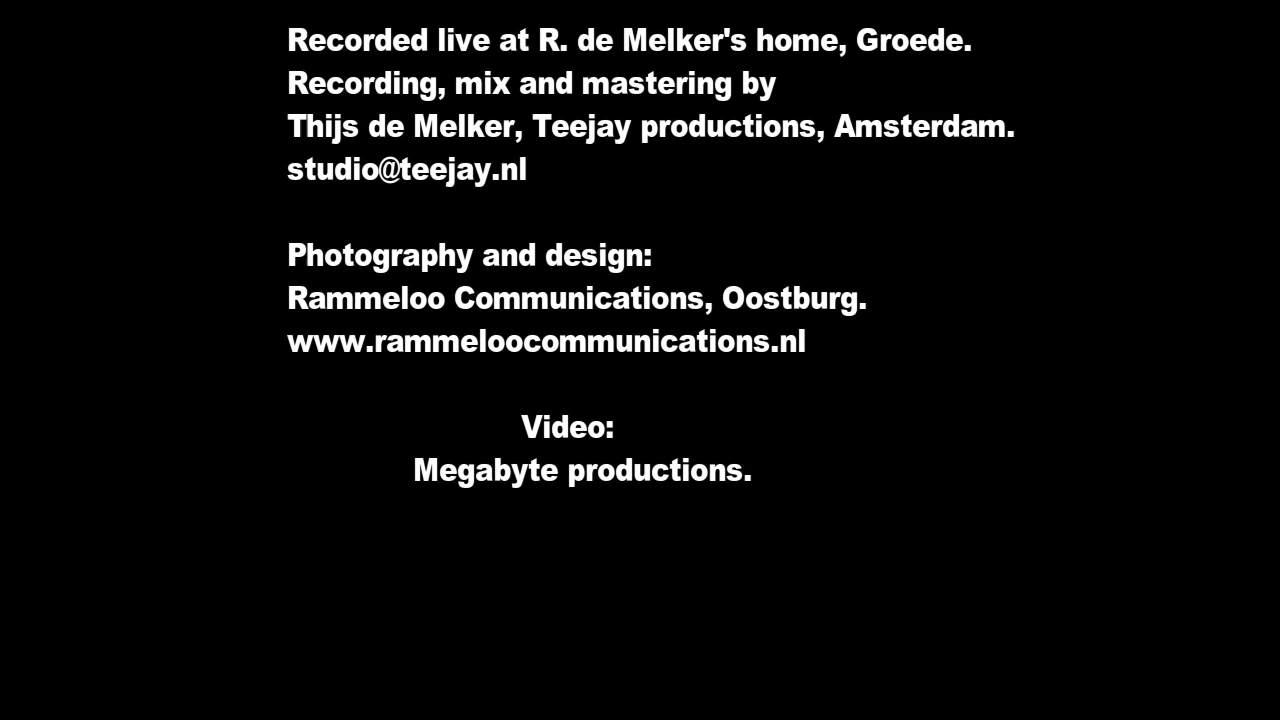 Recorded live at R. de Melker's home, Groede.
Recording, mix and mastering by
Thijs de Melker, Teejay productions, Amsterdam.
studio@teejay.nl
Photography and design:
Rammeloo Communications, Oostburg.
www.rammeloocommunications.nl
Video:
Megabyte productions.